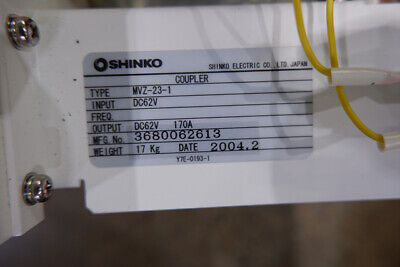 SHINKO
SHINKO ELECTRIC CO., LTD. JAPAN
COUPLER
TYPE MVZ-23-1
INPUT DC62V
FREQ.
OUTPUT DC62V 170A
MFG.No. 3680062613
WEIGHT 17 Kg DATE 2004.2
Y7E-0193-1